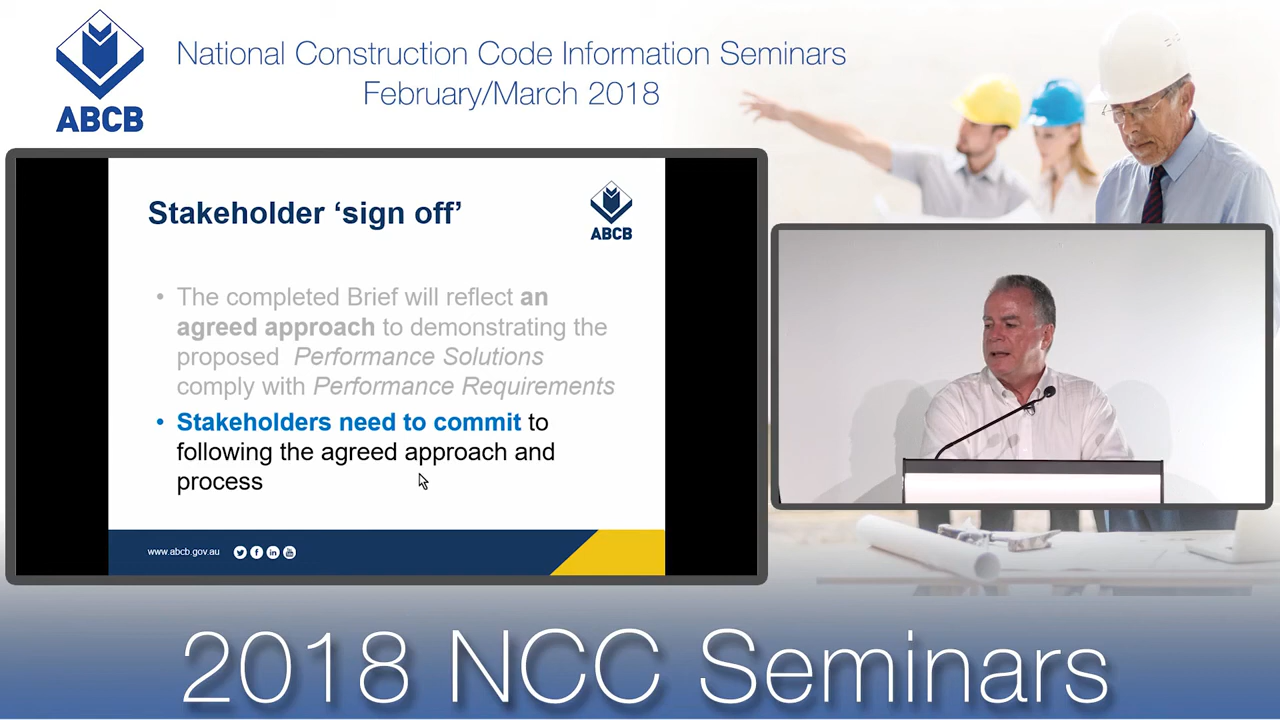 National Construction Code Information Seminars
February/March 2018
ABCB
Stakeholder ‘sign off’
ABCB
• The completed Brief will reflect an
agreed approach to demonstrating the
proposed Performance Solutions
comply with Performance Requirements
• Stakeholders need to commit to
following the agreed approach and
process
www.abcb.gov.au
2018 NCC Seminars